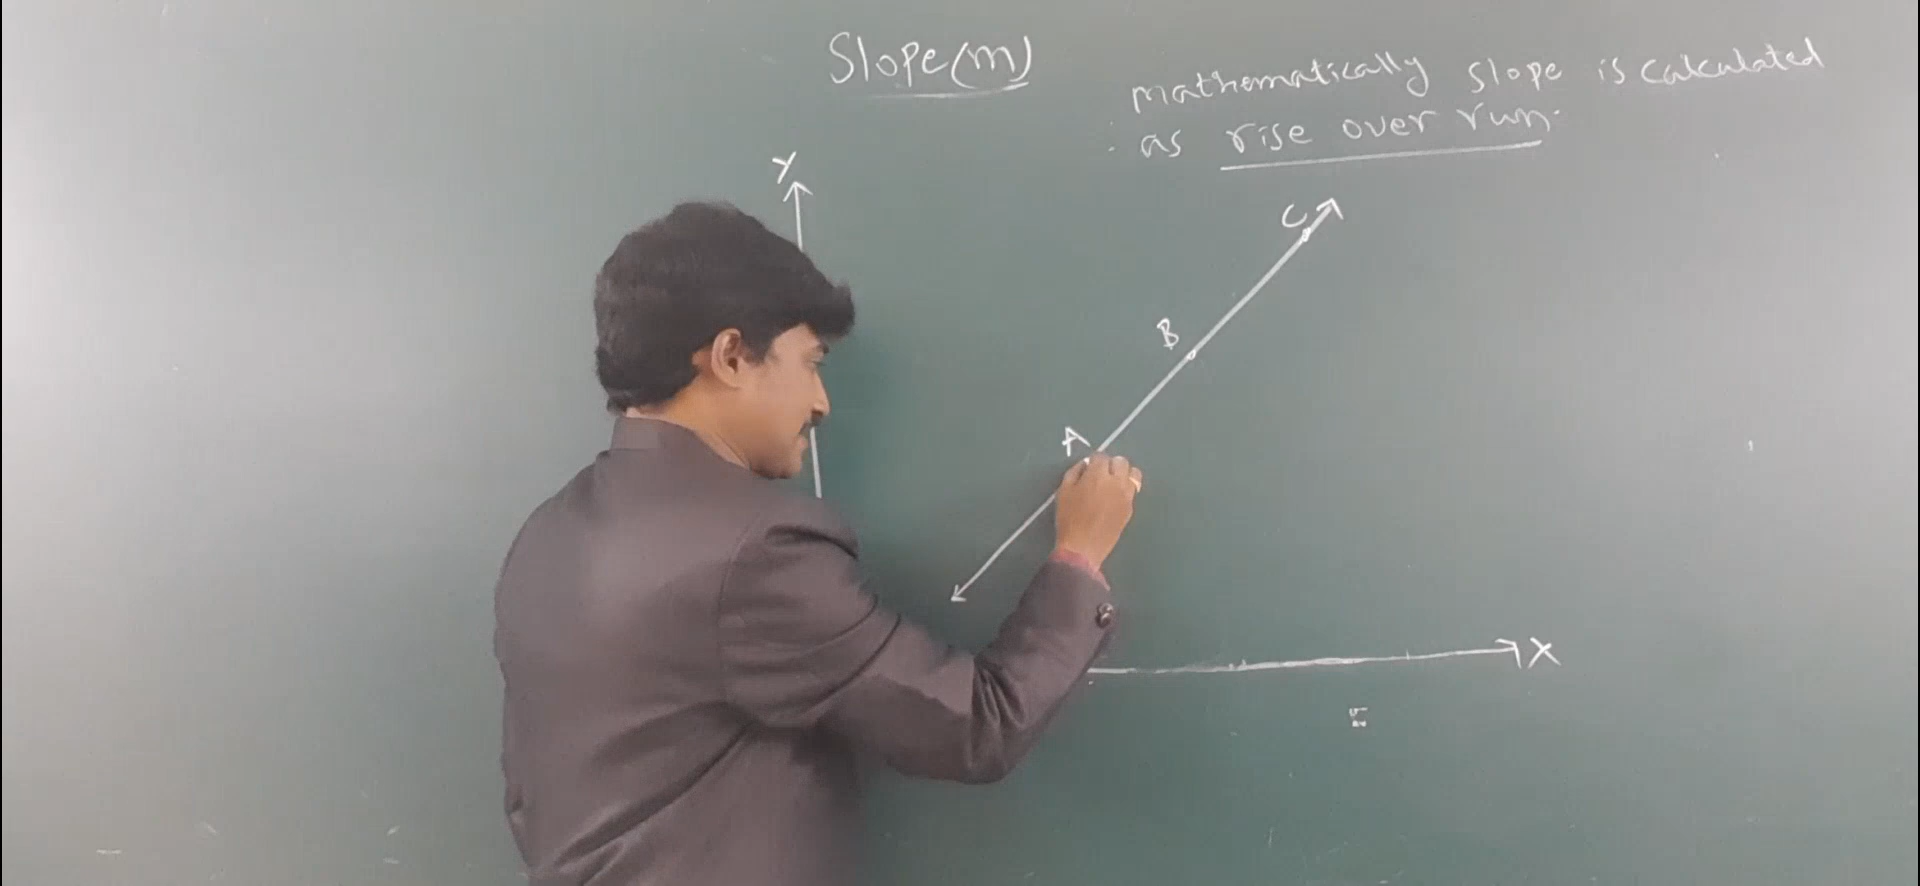 Slope(m)
mathematically slope is calculated
as rise over run.
Y
C
B
A
X